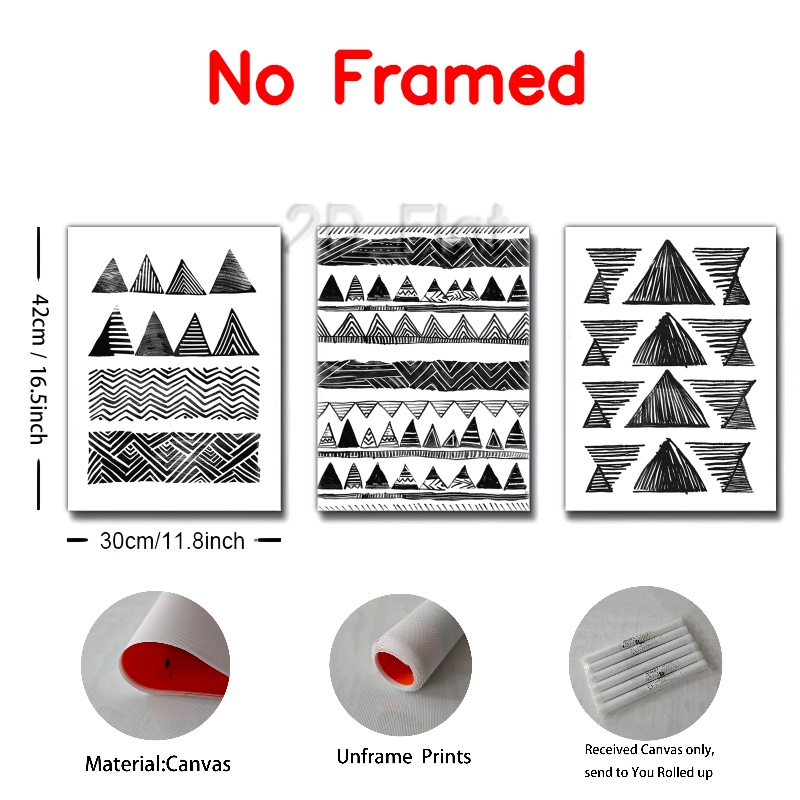 No Framed
2D Flat
42cm / 16.5inch
30cm/11.8inch
Material:Canvas
Unframe Prints
Received Canvas only,
send to You Rolled up